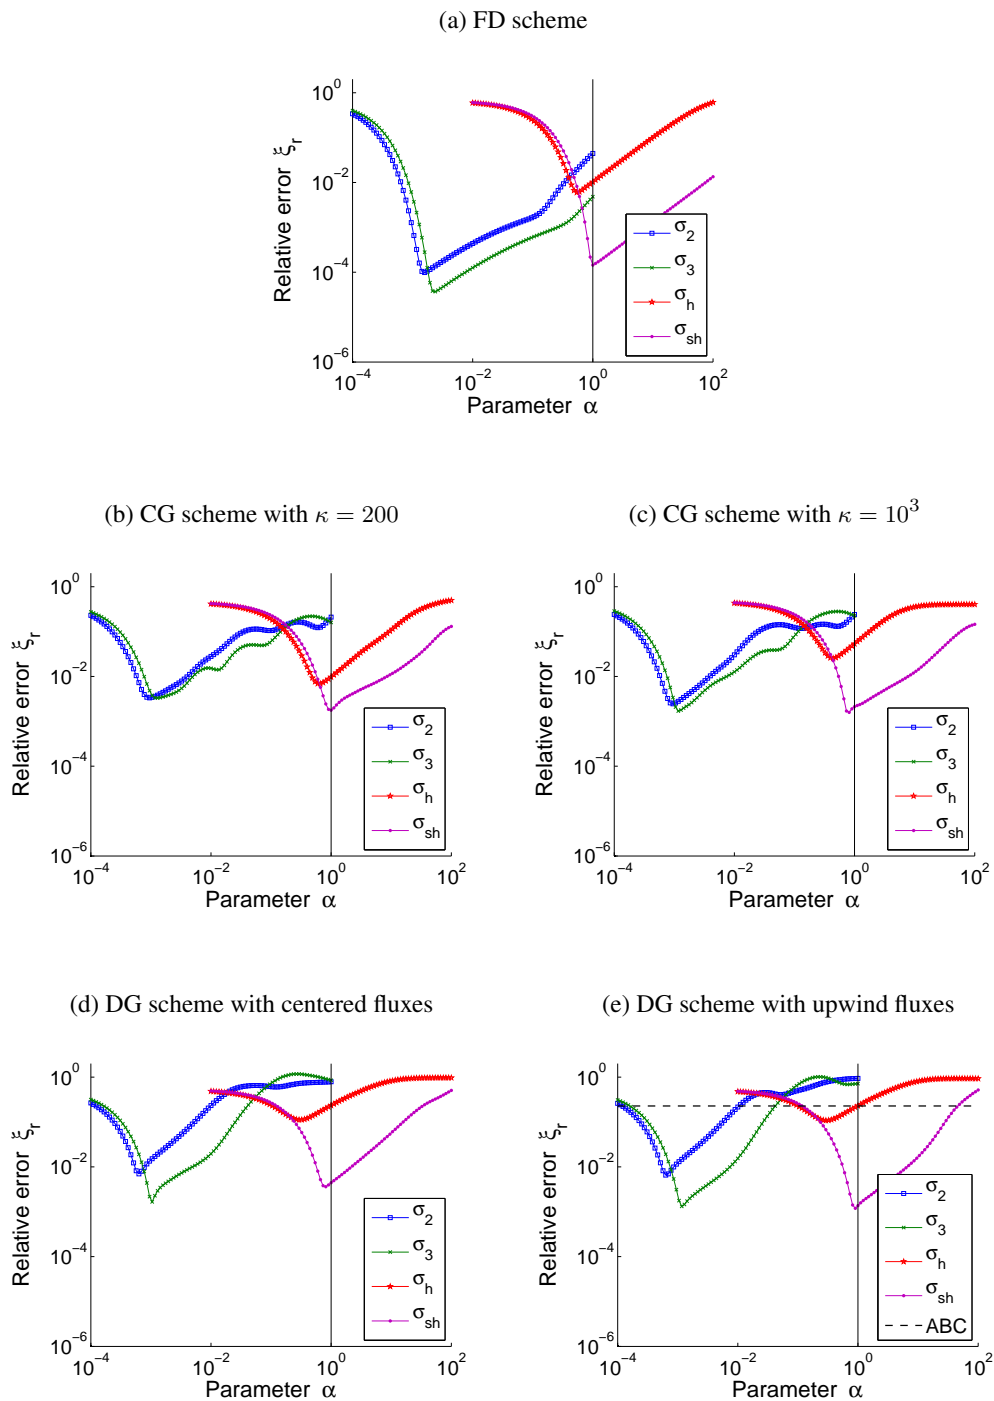 (a) FD scheme
Relative error ξr
10^0
10^-2
10^-4
10^-6
10^-4 10^-2 10^0 10^2
Parameter α
σ2
σ3
σh
σsh
(b) CG scheme with κ = 200
Relative error ξr
10^0
10^-2
10^-4
10^-6
10^-4 10^-2 10^0 10^2
Parameter α
σ2
σ3
σh
σsh
(c) CG scheme with κ = 10^3
Relative error ξr
10^0
10^-2
10^-4
10^-6
10^-4 10^-2 10^0 10^2
Parameter α
σ2
σ3
σh
σsh
(d) DG scheme with centered fluxes
Relative error ξr
10^0
10^-2
10^-4
10^-6
10^-4 10^-2 10^0 10^2
Parameter α
σ2
σ3
σh
σsh
(e) DG scheme with upwind fluxes
Relative error ξr
10^0
10^-2
10^-4
10^-6
10^-4 10^-2 10^0 10^2
Parameter α
σ2
σ3
σh
σsh
ABC